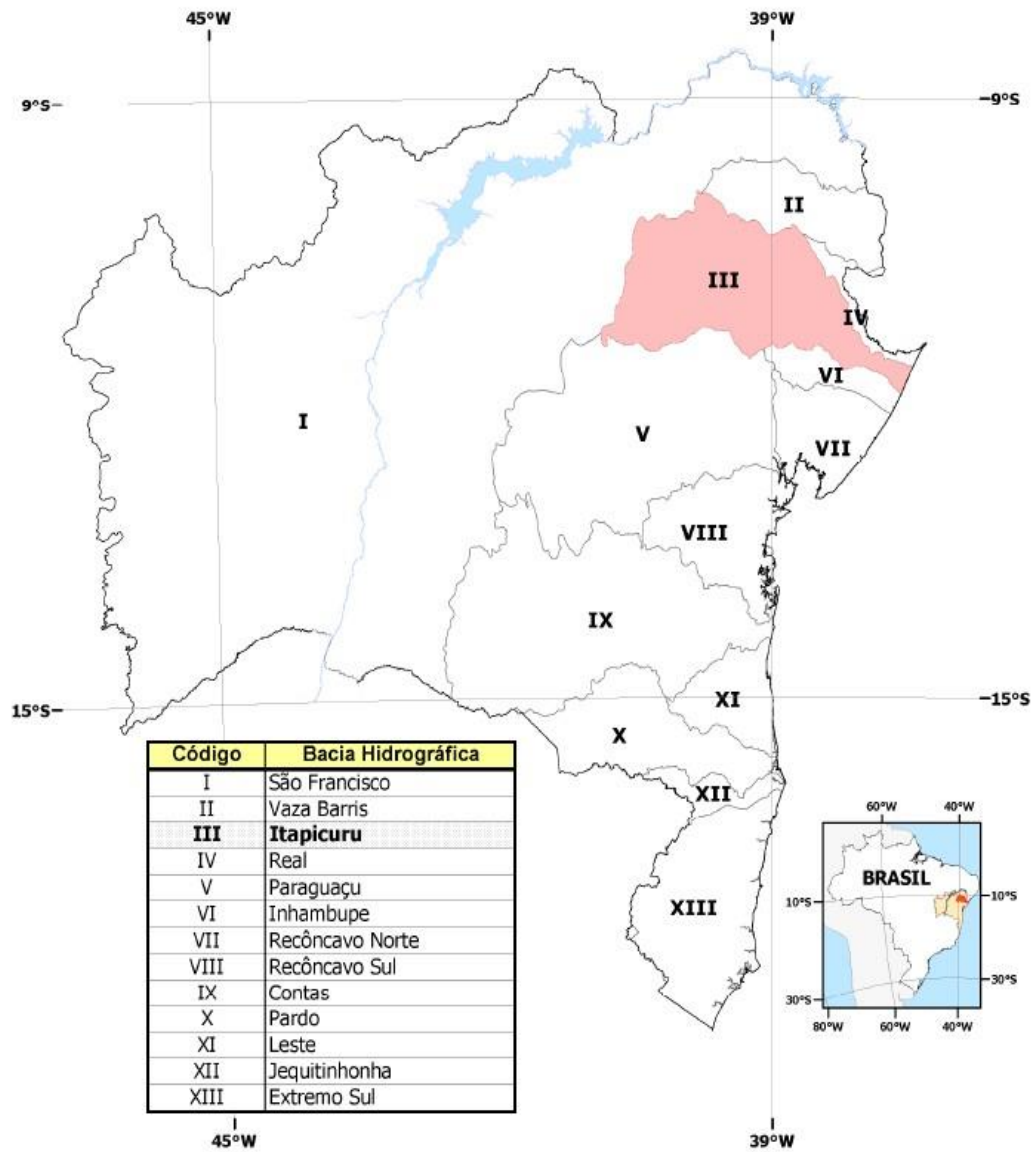 45°W 39°W
9°S 9°S
II
III
IV
VI
I
V
VII
VIII
IX
XI
15°S 15°S
X
XII
XIII
Código Bacia Hidrográfica
I São Francisco
II Vaza Barris
III Itapicuru
IV Real
V Paraguaçu
VI Inhambupe
VII Recôncavo Norte
VIII Recôncavo Sul
IX Contas
X Pardo
XI Leste
XII Jequitinhonha
XIII Extremo Sul
60°W 40°W
BRASIL
10°S 10°S
30°S 30°S
80°W 60°W 40°W
45°W 39°W